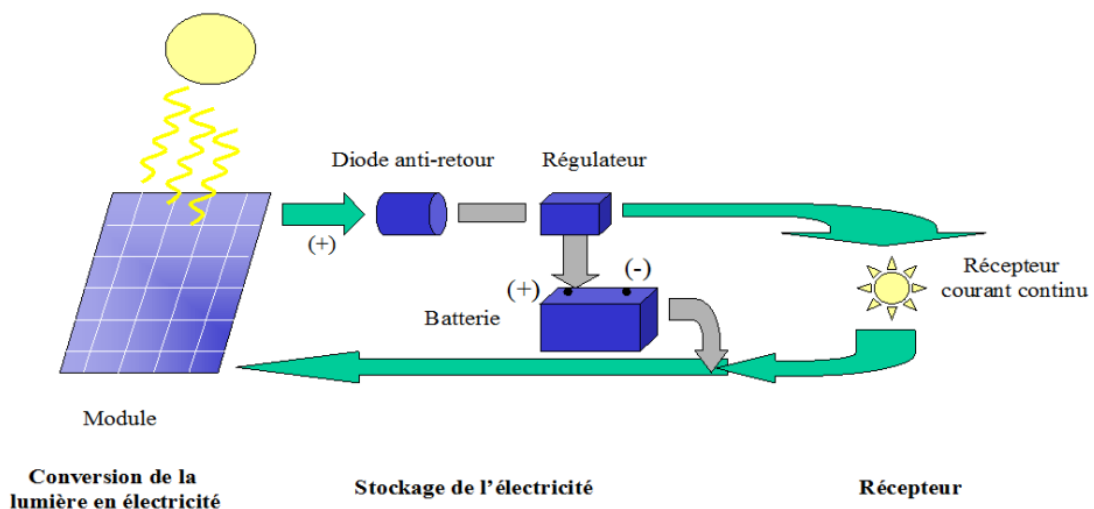 Diode anti-retour
Régulateur
(+)
(+)
(-)
Batterie
Récepteur
courant continu
Module
Conversion de la
lumière en électricité
Stockage de l'électricité
Récepteur